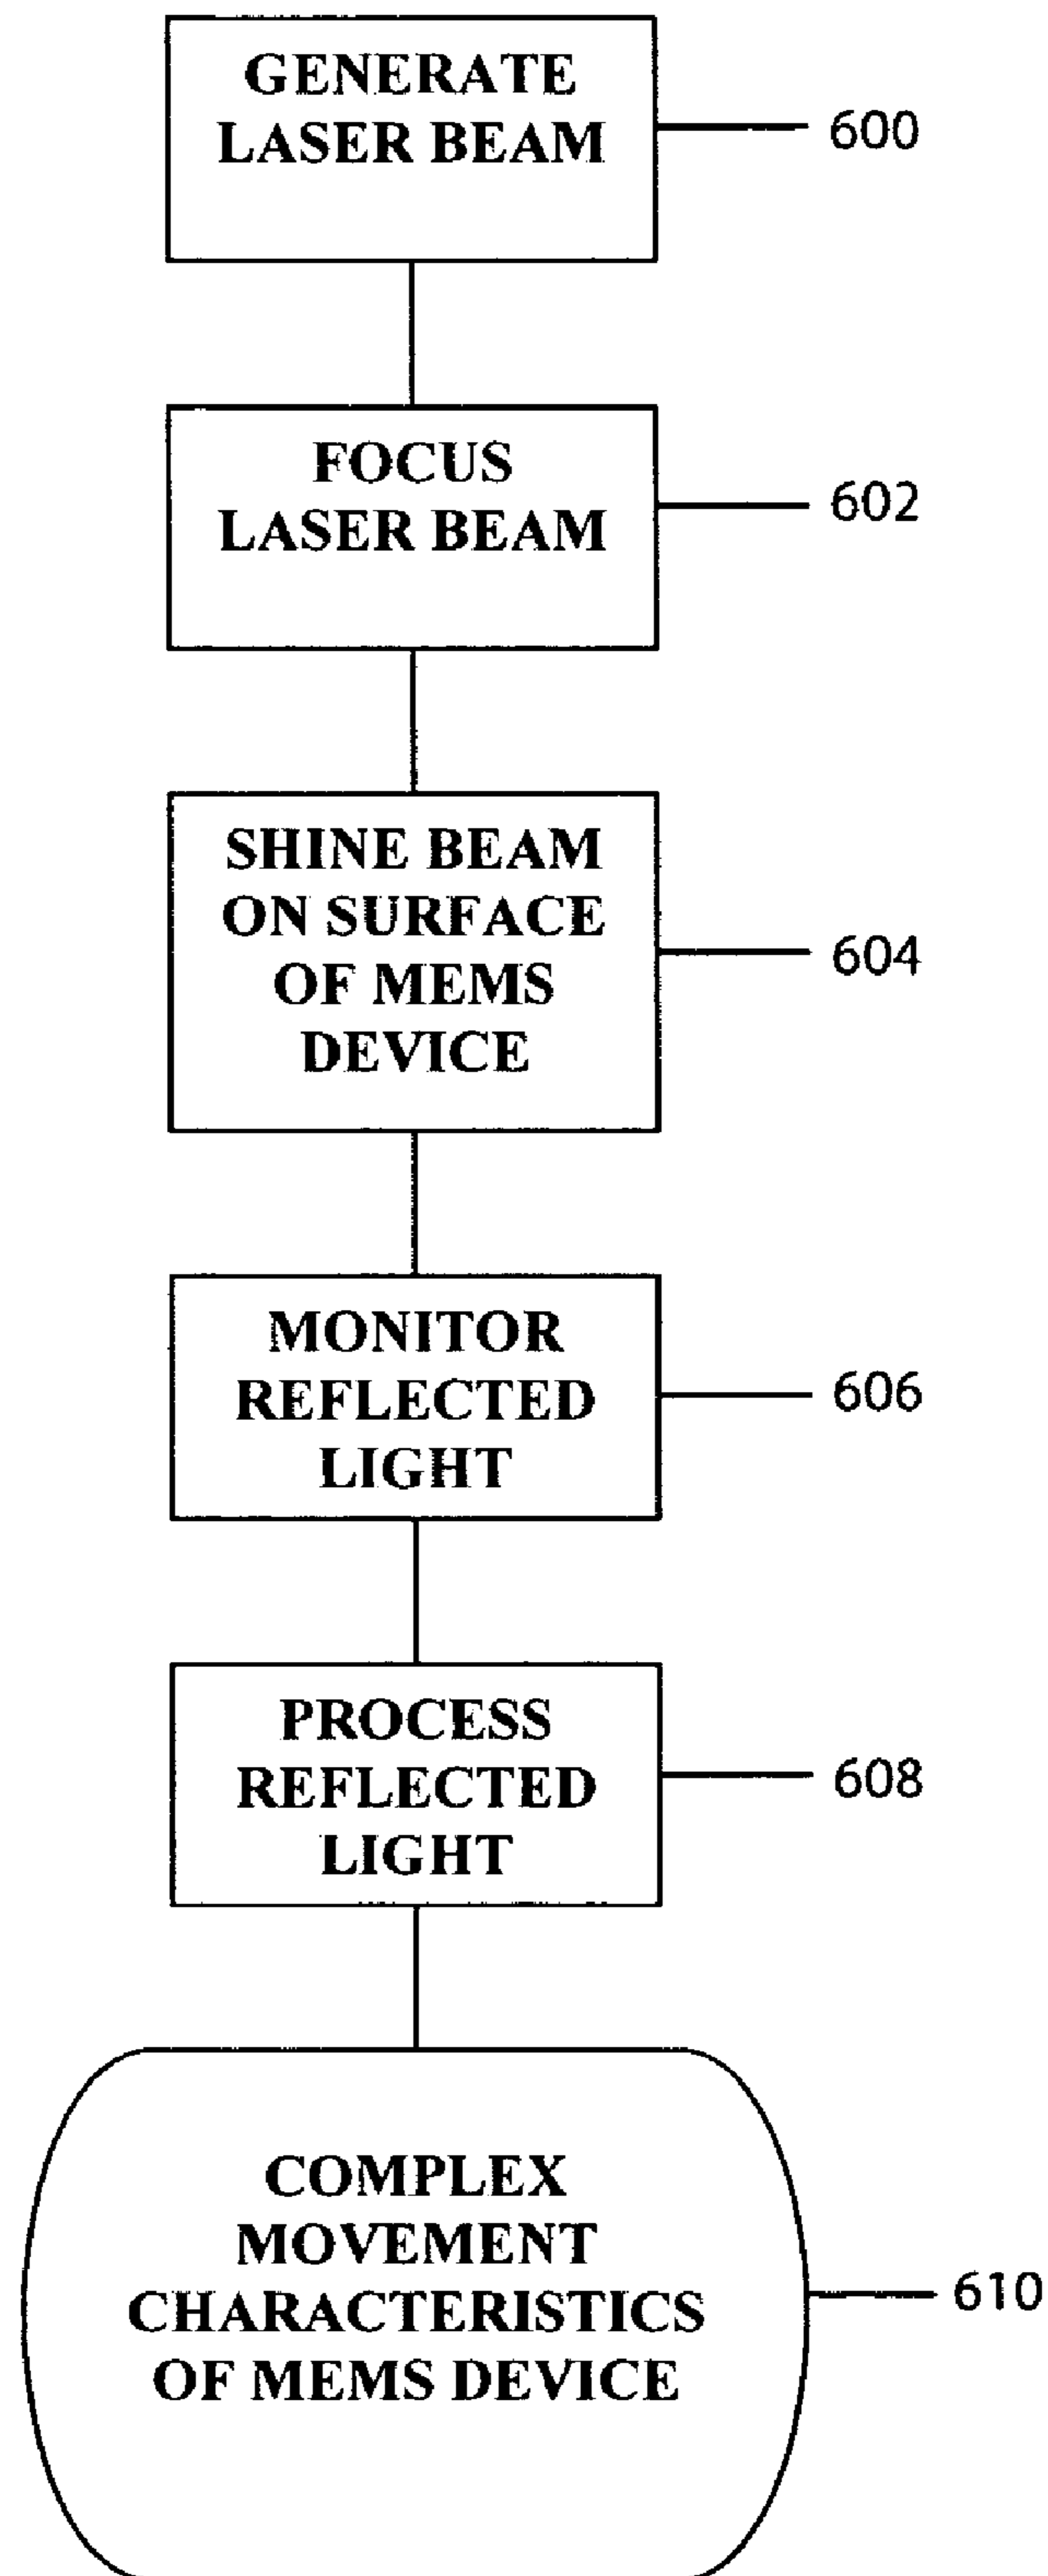 GENERATE
LASER BEAM
600
FOCUS
LASER BEAM
602
SHINE BEAM
ON SURFACE
OF MEMS
DEVICE
604
MONITOR
REFLECTED
LIGHT
606
PROCESS
REFLECTED
LIGHT
608
COMPLEX
MOVEMENT
CHARACTERISTICS
OF MEMS DEVICE
610